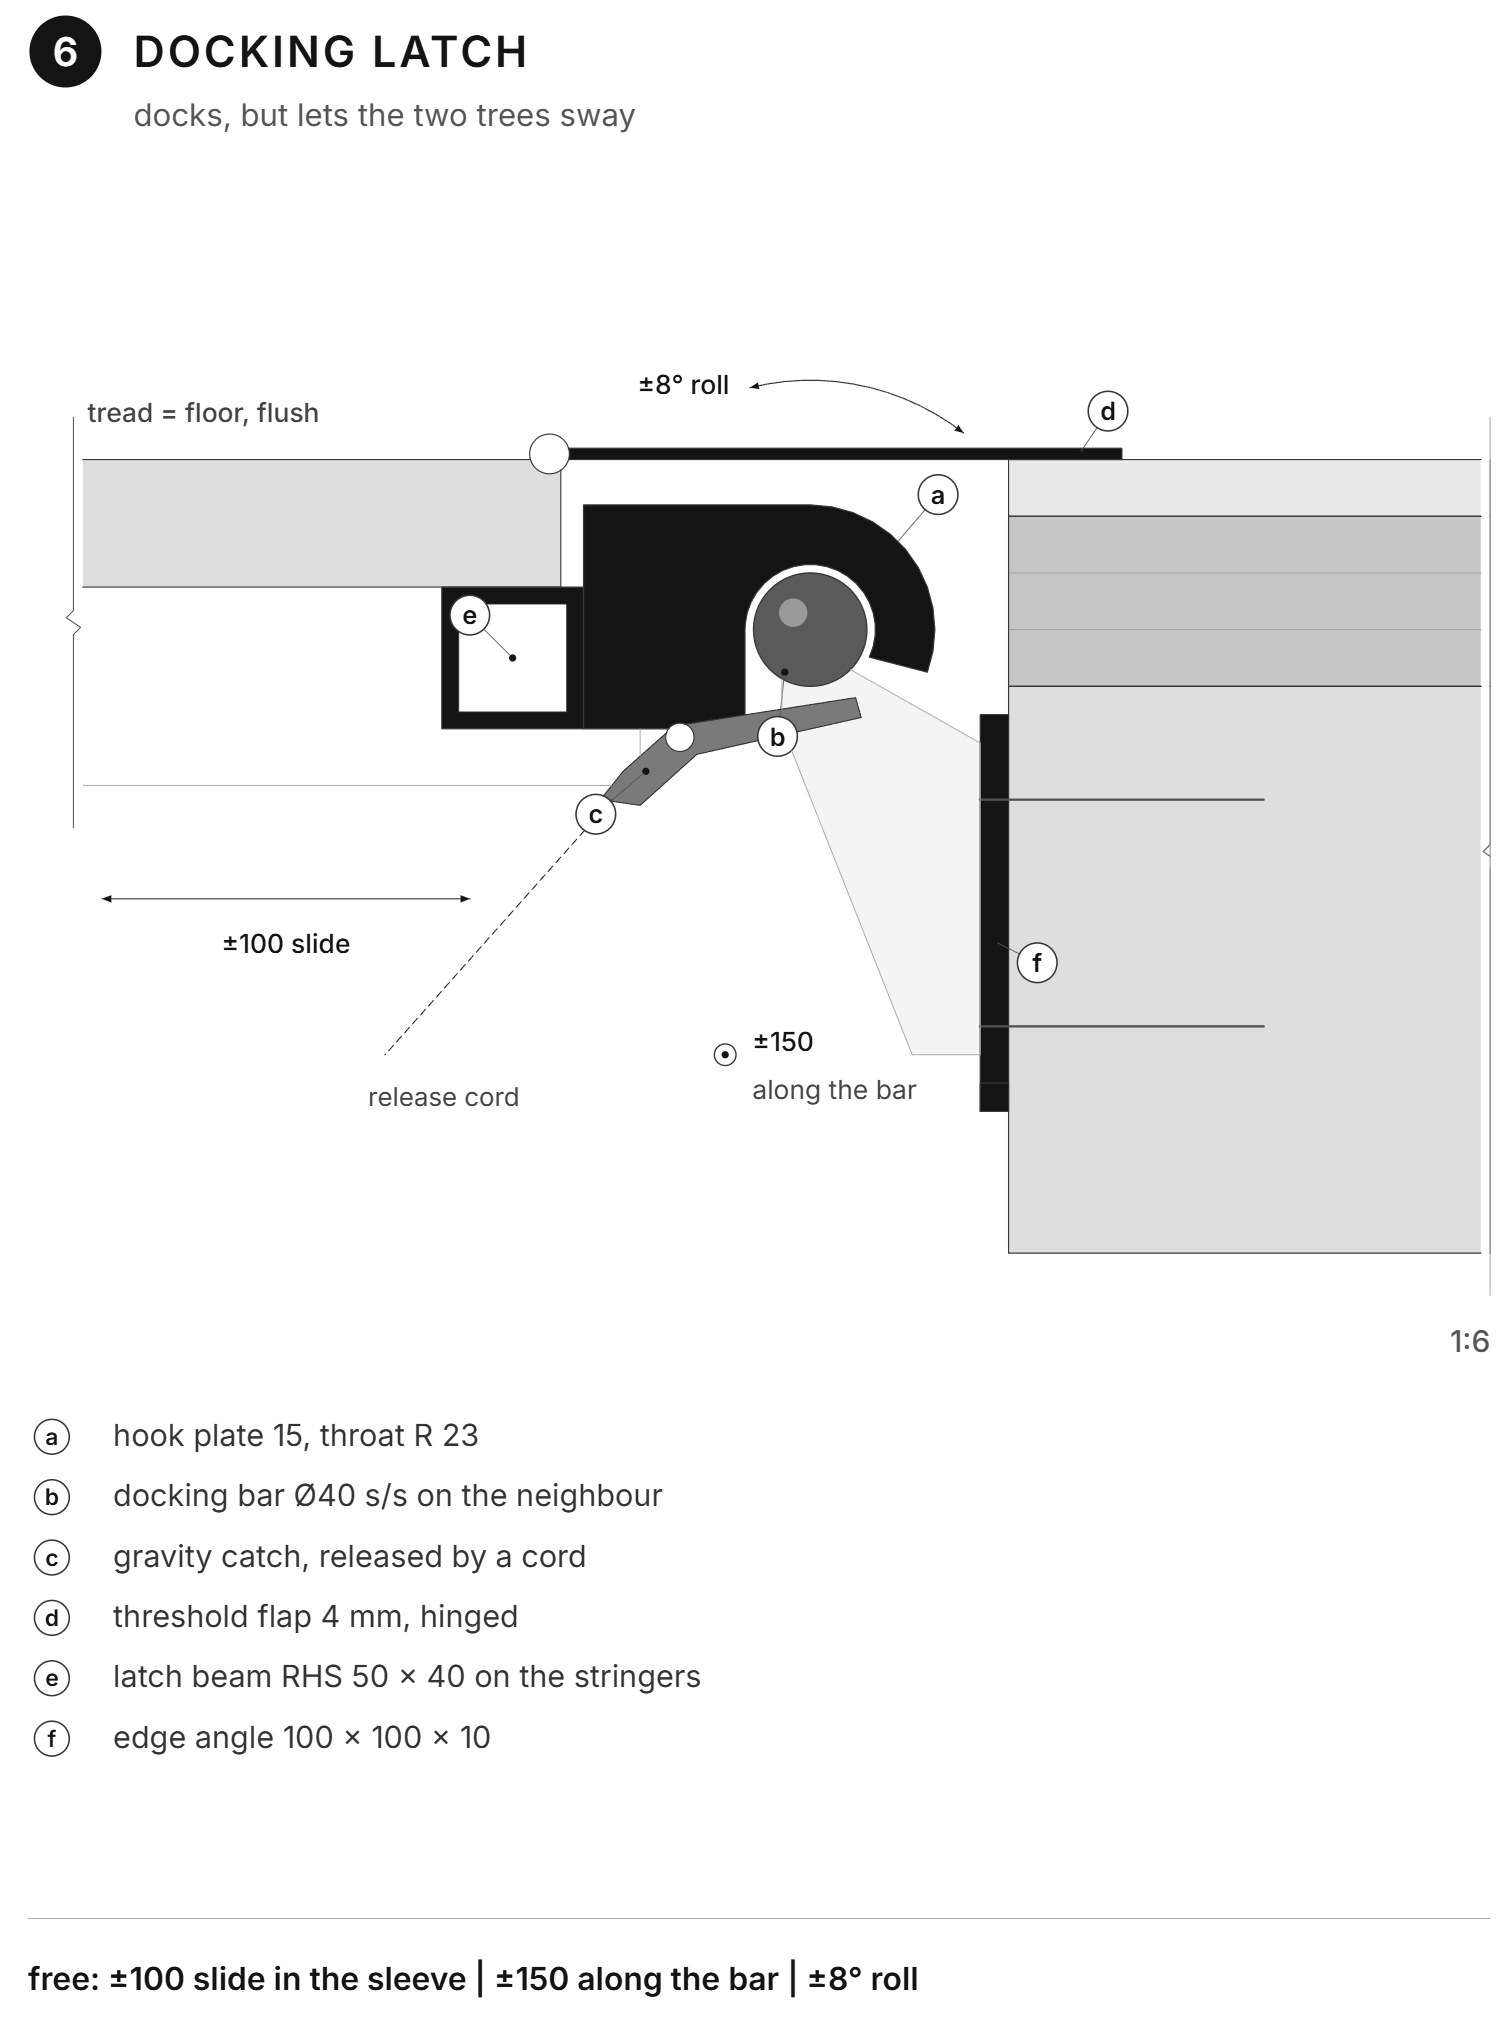 6 DOCKING LATCH
docks, but lets the two trees sway
±8° roll
tread = floor, flush
d
a
e
b
c
f
±100 slide
±150
along the bar
release cord
1:6
a hook plate 15, throat R 23
b docking bar Ø40 s/s on the neighbour
c gravity catch, released by a cord
d threshold flap 4 mm, hinged
e latch beam RHS 50 × 40 on the stringers
f edge angle 100 × 100 × 10
free: ±100 slide in the sleeve | ±150 along the bar | ±8° roll